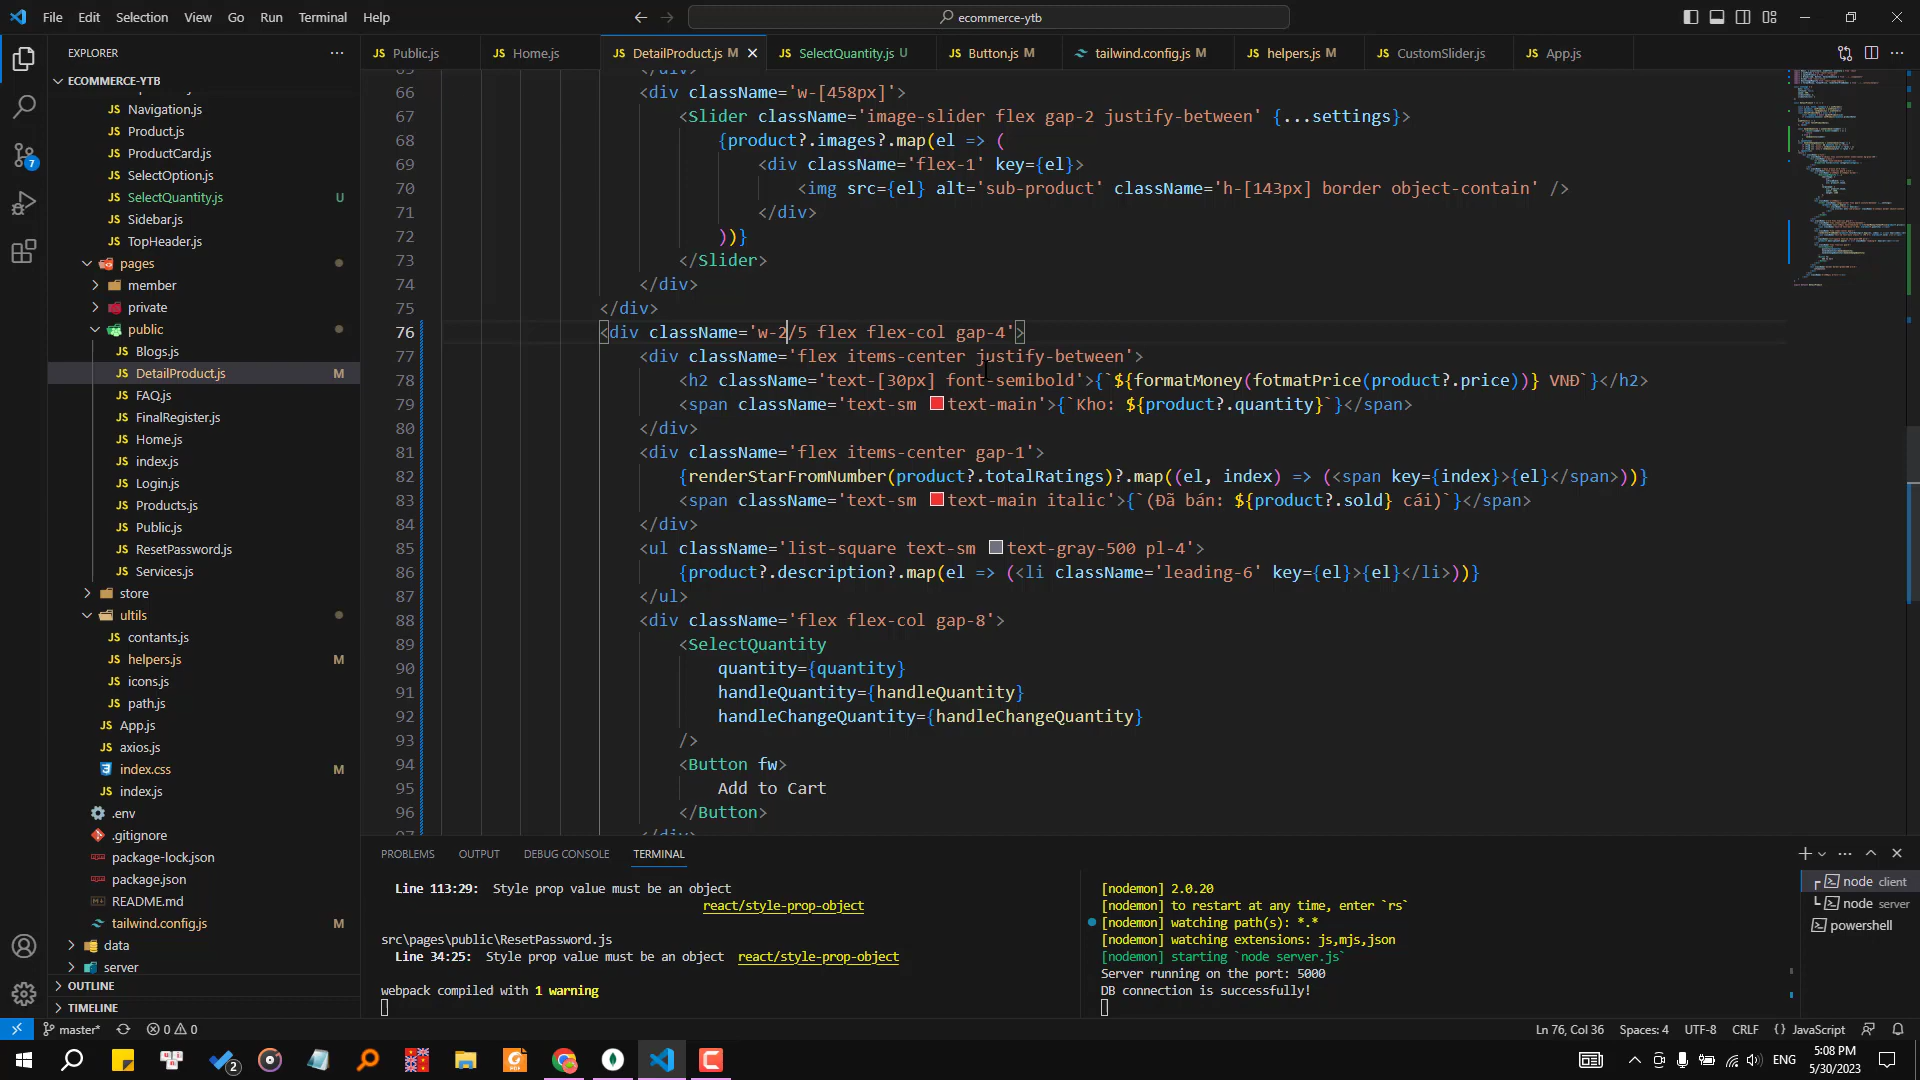 File Edit Selection View Go Run Terminal Help
ecommerce-ytb
EXPLORER
Public.js
Home.js
DetailProduct.js M
SelectQuantity.js U
Button.js M
tailwind.config.js M
helpers.js M
CustomSlider.js
App.js
ECOMMERCE-YTB
Navigation.js
Product.js
ProductCard.js
SelectOption.js
SelectQuantity.js U
Sidebar.js
TopHeader.js
pages
member
private
public
Blogs.js
DetailProduct.js M
FAQ.js
FinalRegister.js
Home.js
index.js
Login.js
Products.js
Public.js
ResetPassword.js
Services.js
store
ultils
contants.js
helpers.js M
icons.js
path.js
App.js
axios.js
index.css M
index.js
.env
.gitignore
package-lock.json
package.json
README.md
tailwind.config.js M
data
server
OUTLINE
TIMELINE
7
66 <div className='w-[458px]'>
67 <Slider className='image-slider flex gap-2 justify-between' {...settings}>
68 {product?.images?.map(el => (
69 <div className='flex-1' key={el}>
70 <img src={el} alt='sub-product' className='h-[143px] border object-contain' />
71 </div>
72 ))}
73 </Slider>
74 </div>
75 </div>
76 <div className='w-2/5 flex flex-col gap-4'>
77 <div className='flex items-center justify-between'>
78 <h2 className='text-[30px] font-semibold'>{`${formatMoney(fotmatPrice(product?.price))} VNĐ`}</h2>
79 <span className='text-sm text-main'>{`Kho: ${product?.quantity}`}</span>
80 </div>
81 <div className='flex items-center gap-1'>
82 {renderStarFromNumber(product?.totalRatings)?.map((el, index) => (<span key={index}>{el}</span>))}
83 <span className='text-sm text-main italic'>{`(Đã bán: ${product?.sold} cái)`}</span>
84 </div>
85 <ul className='list-square text-sm text-gray-500 pl-4'>
86 {product?.description?.map(el => (<li className='leading-6' key={el}>{el}</li>))}
87 </ul>
88 <div className='flex flex-col gap-8'>
89 <SelectQuantity
90 quantity={quantity}
91 handleQuantity={handleQuantity}
92 handleChangeQuantity={handleChangeQuantity}
93 />
94 <Button fw>
95 Add to Cart
96 </Button>
97 </div>
PROBLEMS OUTPUT DEBUG CONSOLE TERMINAL
Line 113:29: Style prop value must be an object
react/style-prop-object
src\pages\public\ResetPassword.js
Line 34:25: Style prop value must be an object react/style-prop-object
webpack compiled with 1 warning
[nodemon] 2.0.20
[nodemon] to restart at any time, enter `rs`
[nodemon] watching path(s): *.*
[nodemon] watching extensions: js,mjs,json
[nodemon] starting `node server.js`
Server running on the port: 5000
DB connection is successfully!
node client
node server
powershell
master* 0 0
Ln 76, Col 36 Spaces: 4 UTF-8 CRLF {} JavaScript
2
ENG
5:08 PM
5/30/2023